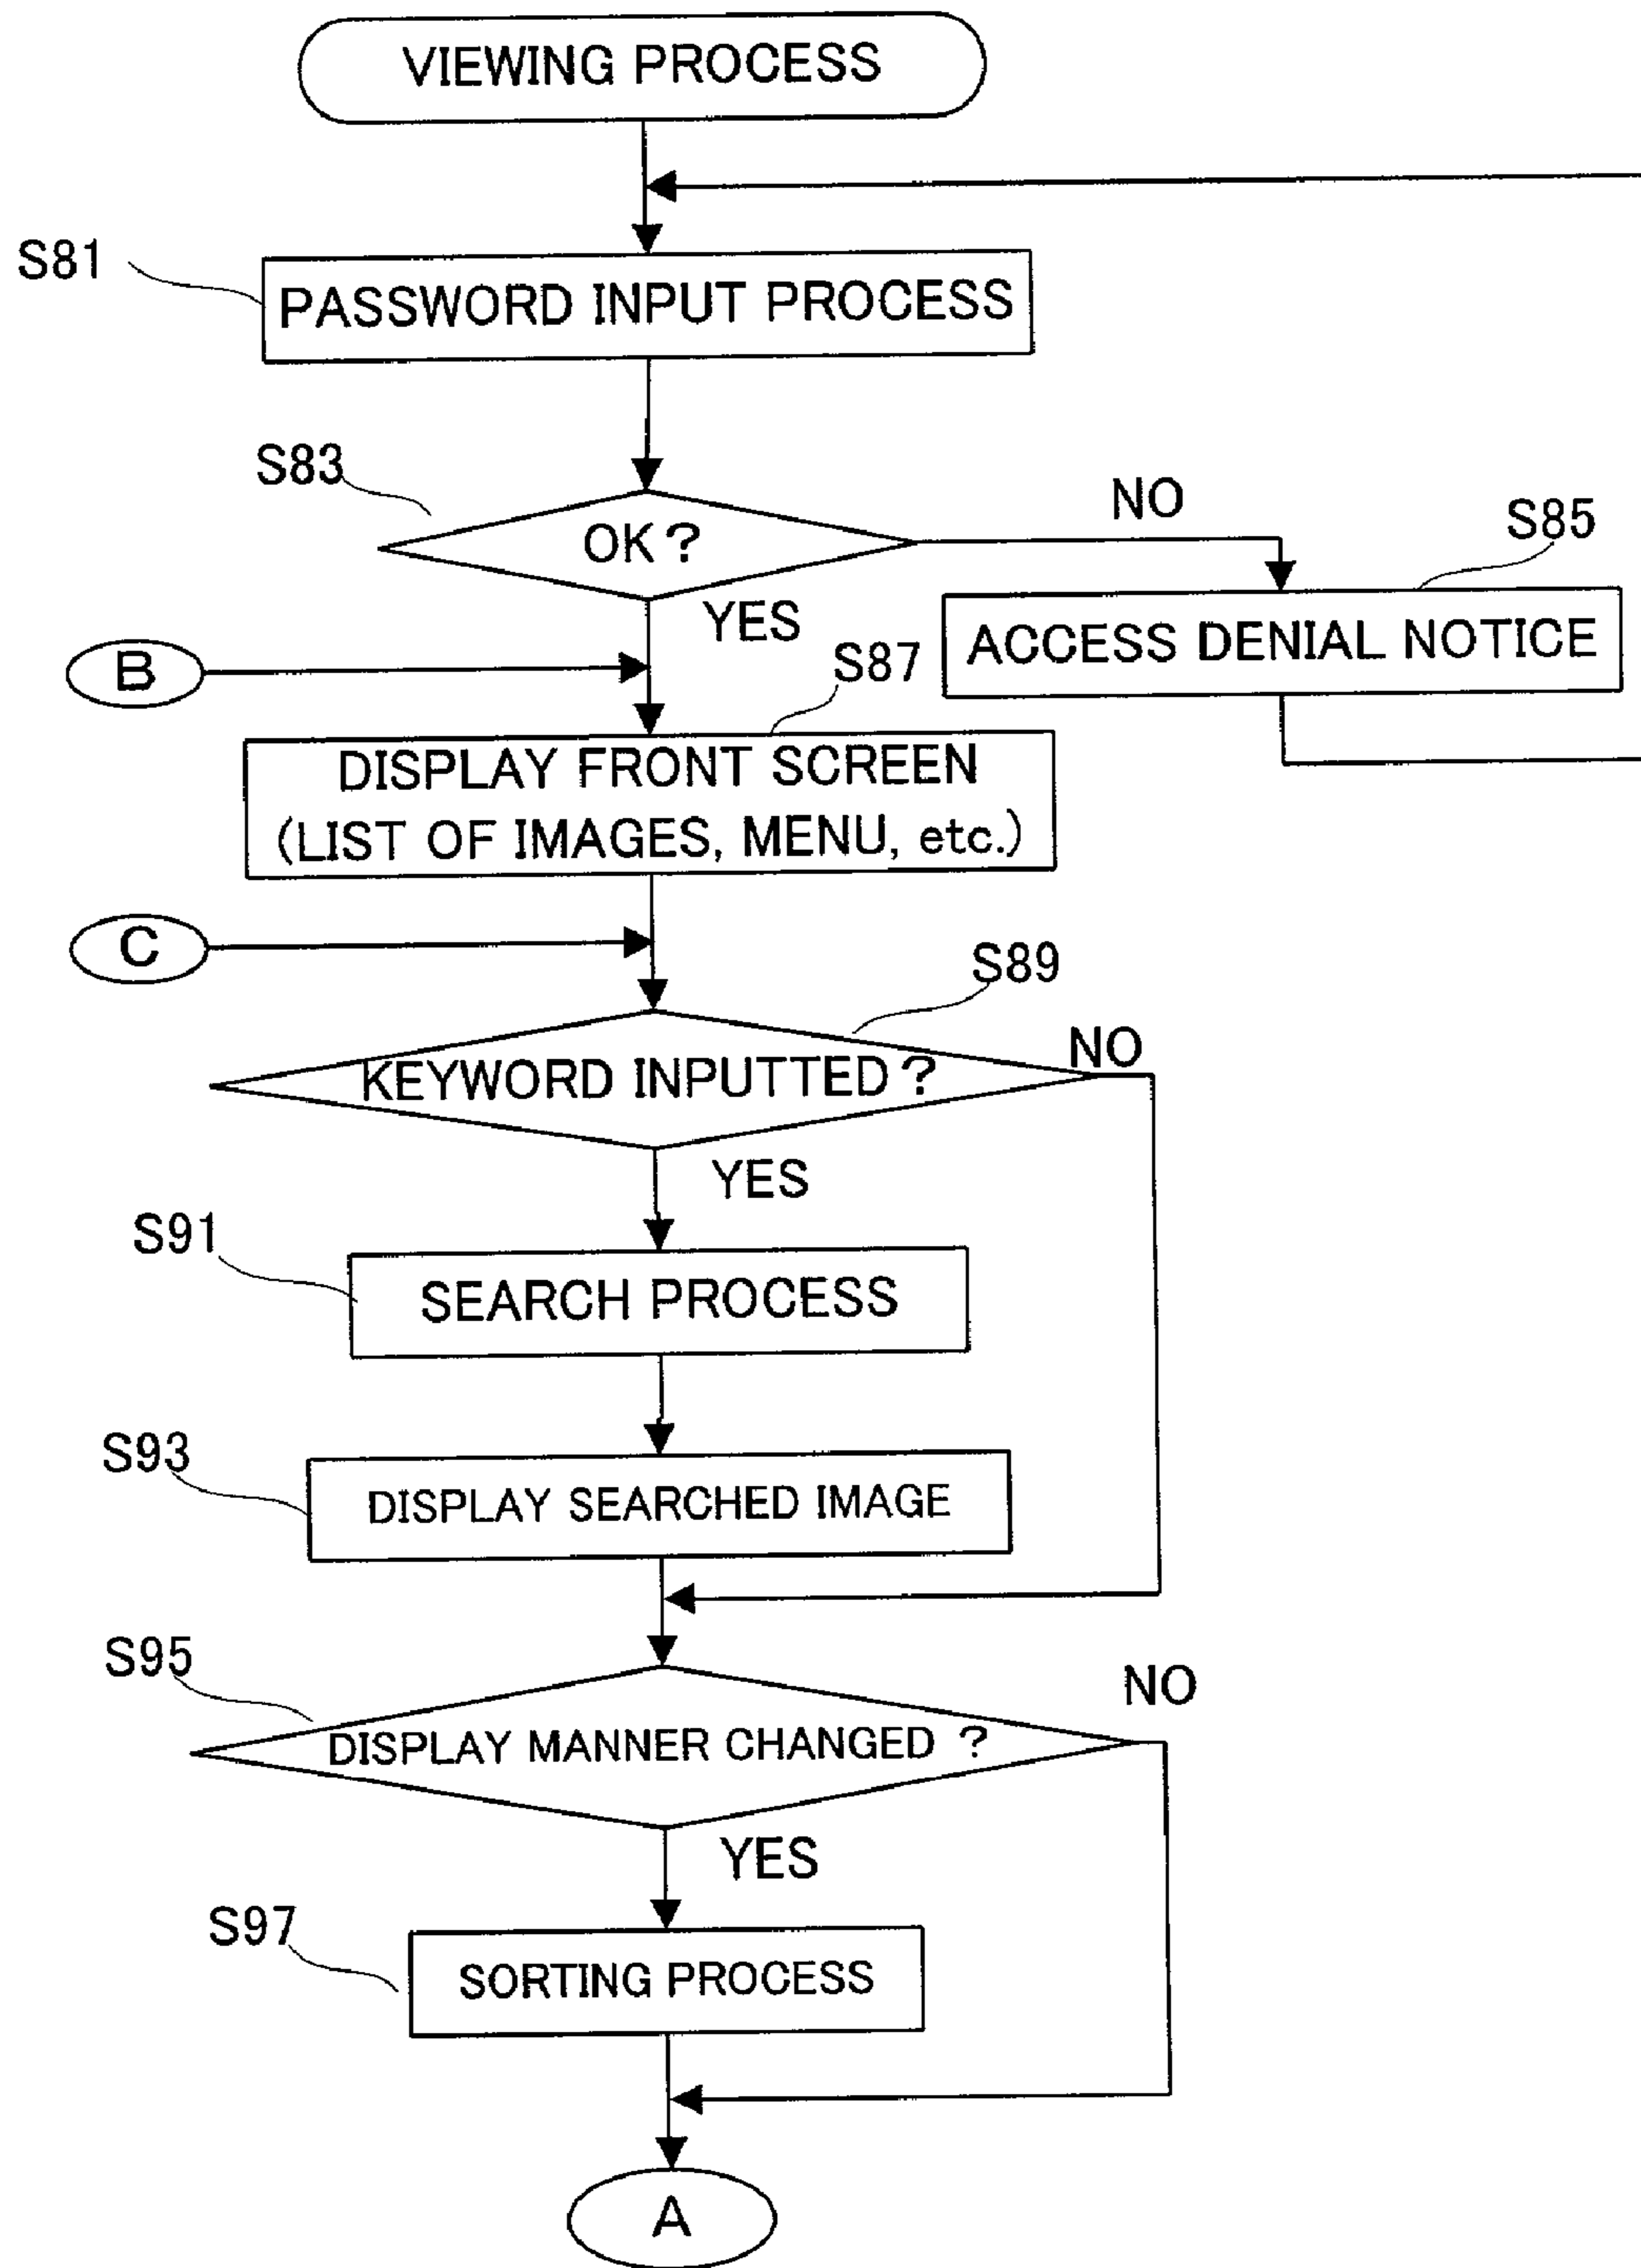 VIEWING PROCESS
S81
PASSWORD INPUT PROCESS
S83
OK?
NO
S85
YES
ACCESS DENIAL NOTICE
B
S87
DISPLAY FRONT SCREEN
(LIST OF IMAGES, MENU, etc.)
C
S89
KEYWORD INPUTTED?
NO
YES
S91
SEARCH PROCESS
S93
DISPLAY SEARCHED IMAGE
S95
NO
DISPLAY MANNER CHANGED ?
YES
S97
SORTING PROCESS
A